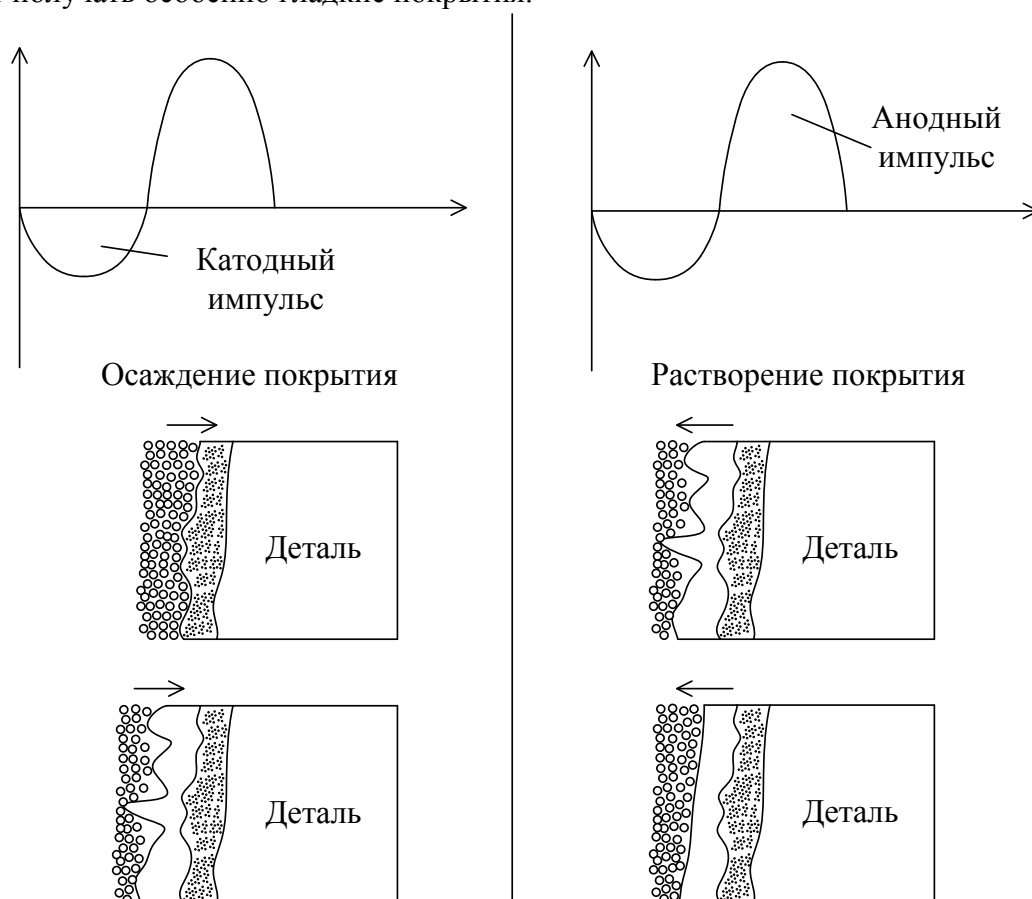 получать особенно гладкие покрытия.
Катодный
импульс
Осаждение покрытия
Деталь
Деталь
Анодный
импульс
Растворение покрытия
Деталь
Деталь